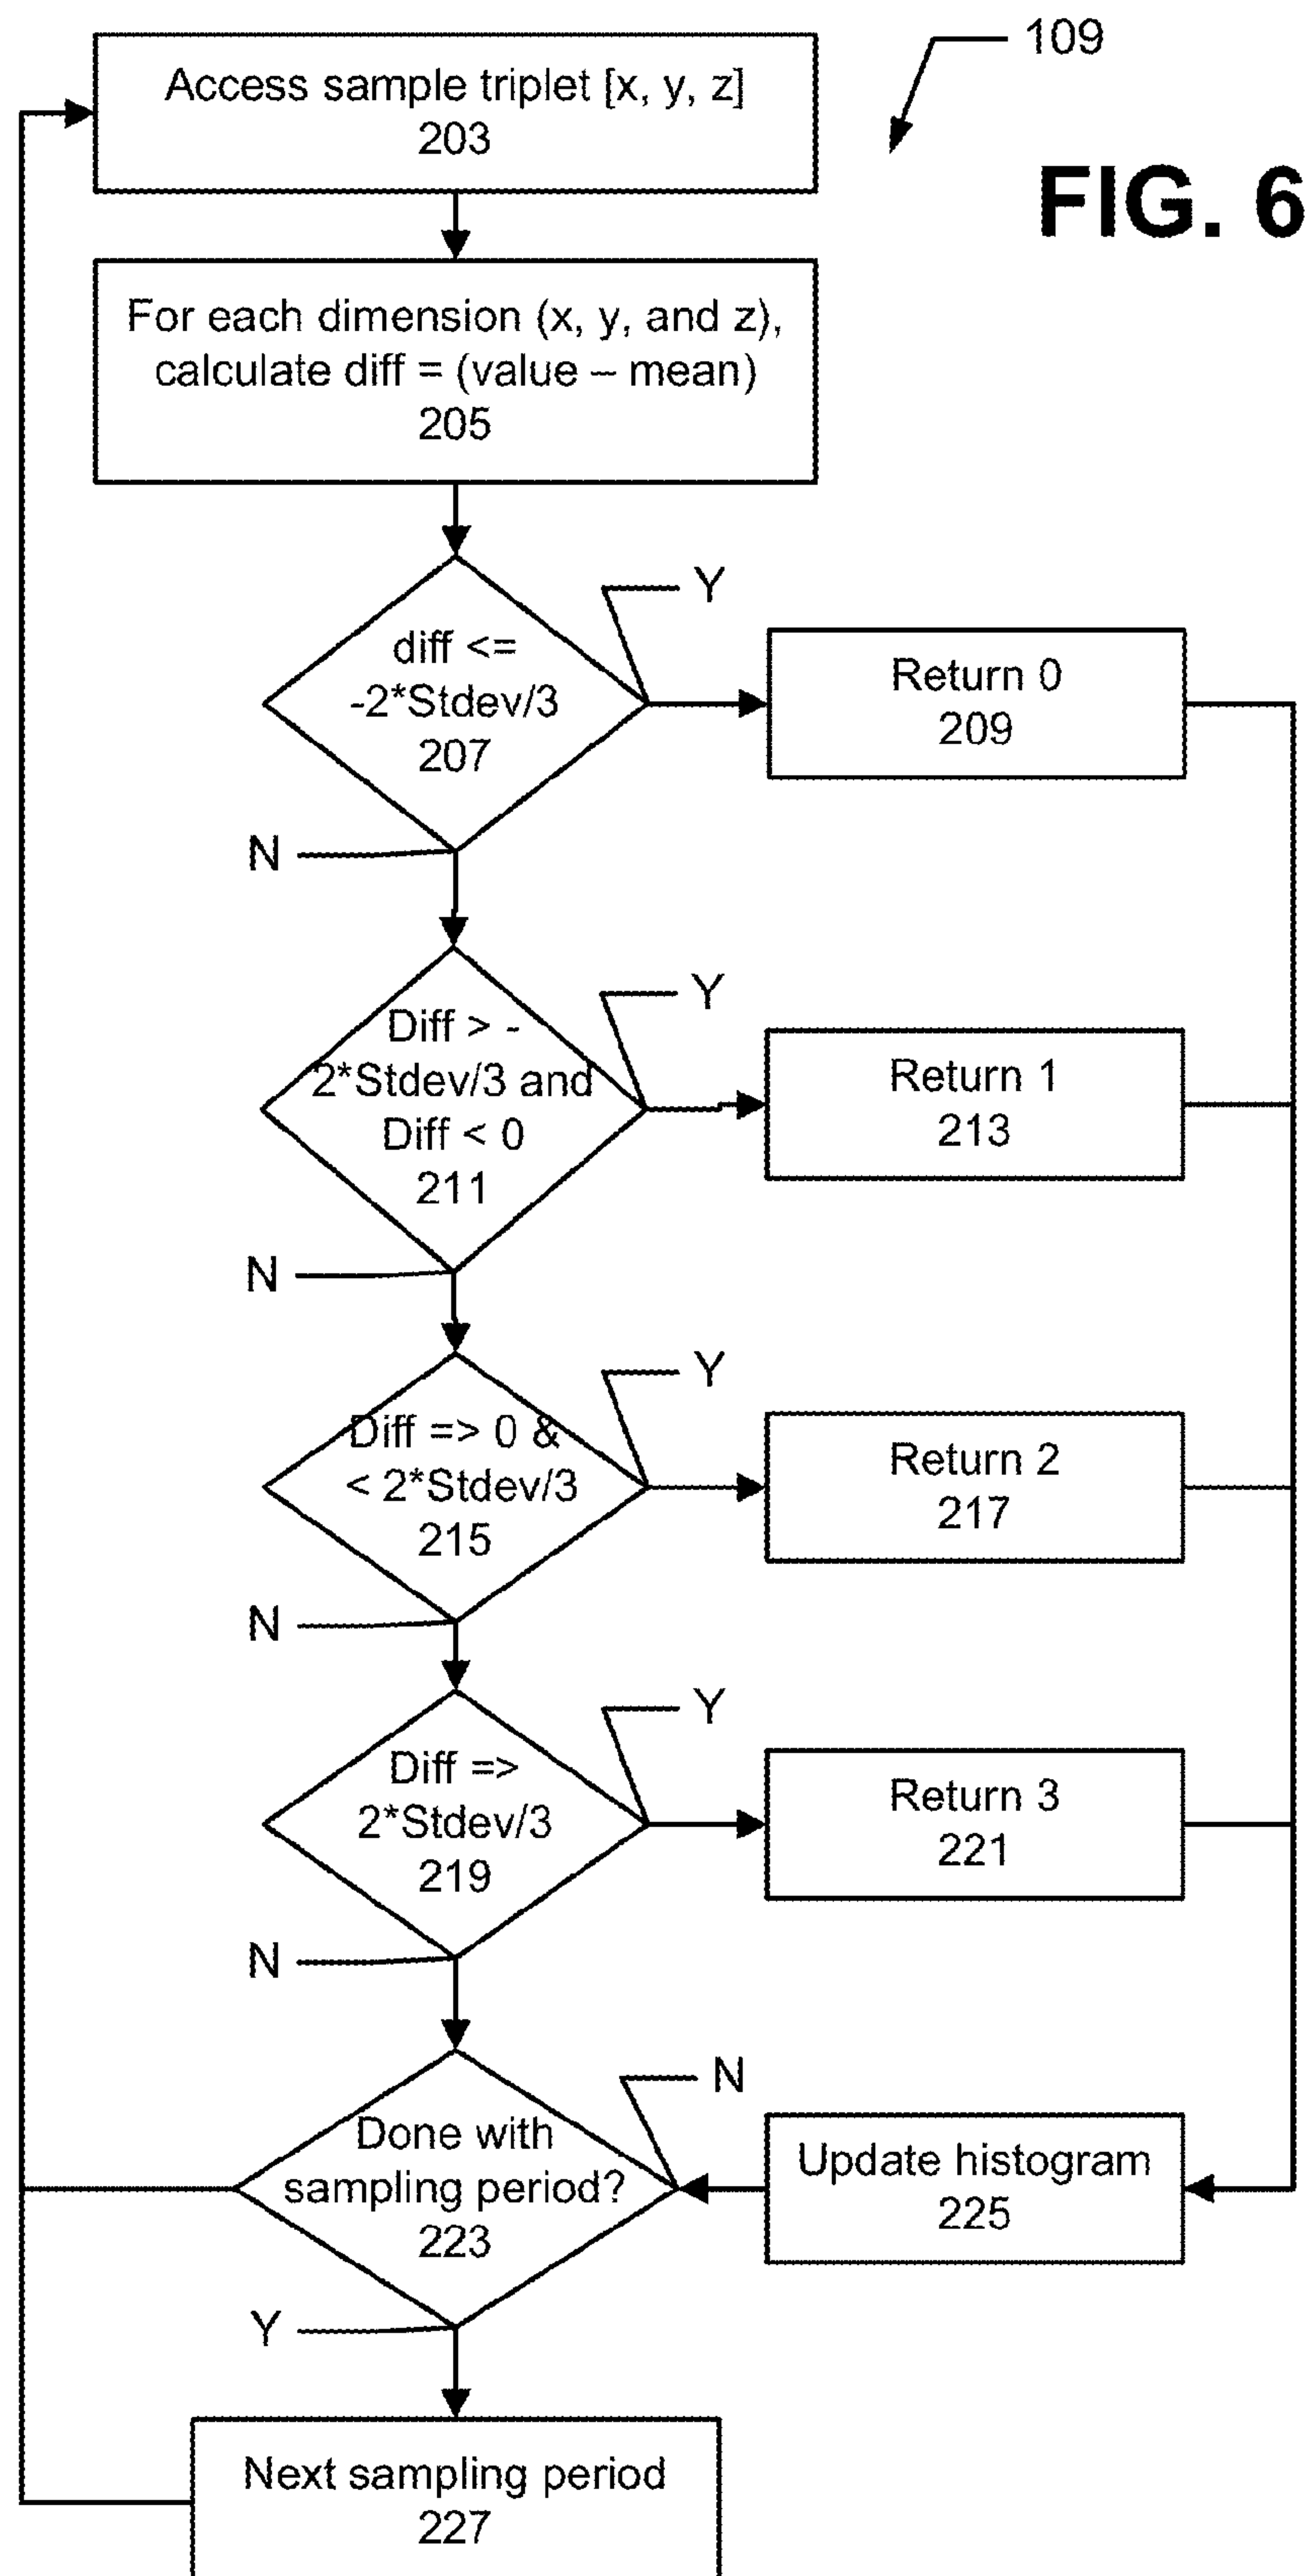 109
FIG. 6
Access sample triplet [x, y, z]
203
For each dimension (x, y, and z),
calculate diff = (value – mean)
205
diff <=
-2*Stdev/3
207
Y
N
Return 0
209
Diff > -
2*Stdev/3 and
Diff < 0
211
Y
N
Return 1
213
Diff => 0 &
< 2*Stdev/3
215
Y
N
Return 2
217
Diff =>
2*Stdev/3
219
Y
N
Return 3
221
Done with
sampling period?
223
N
Y
Update histogram
225
Next sampling period
227